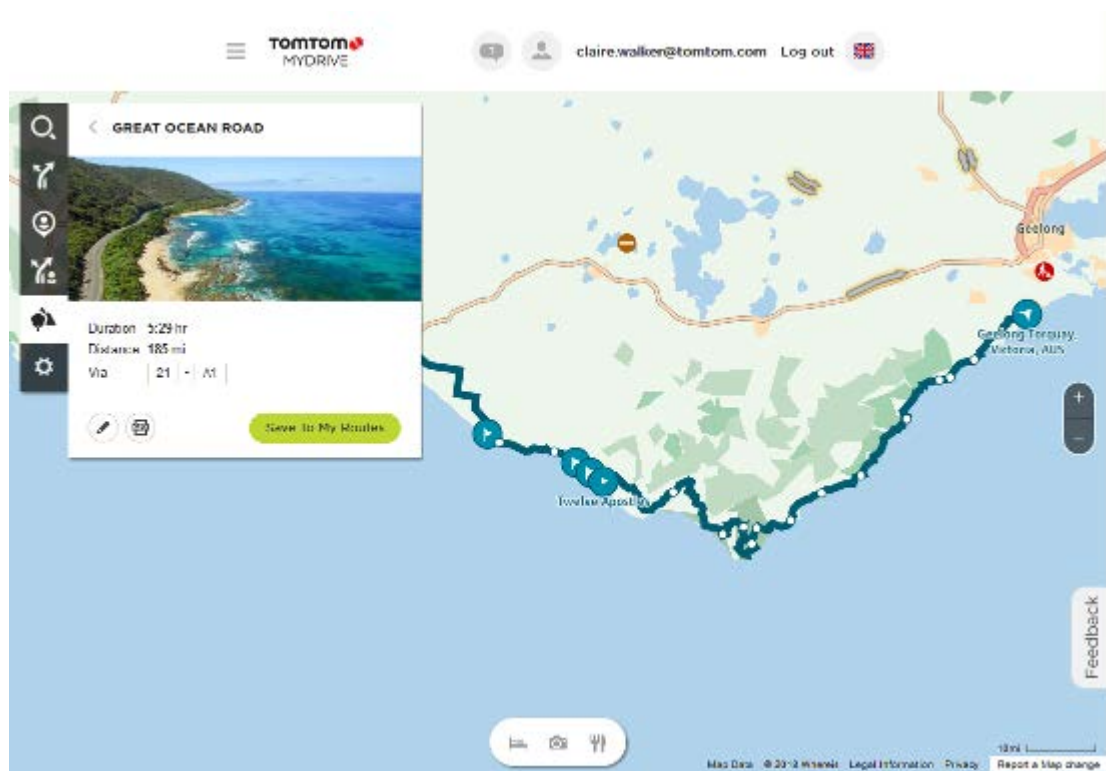 TOMTOM
MYDRIVE
claire.walker@tomtom.com Log out
GREAT OCEAN ROAD
Duration 5:29 hr
Distance 185 mi
Via 21 - A1
Save To My Routes
Geelong
Geelong Torquay,
Victoria, AUS
Twelve Apostles
+
-
Feedback
10mi
Map Data © 2018 Whereis Legal Information Privacy Report a Map change